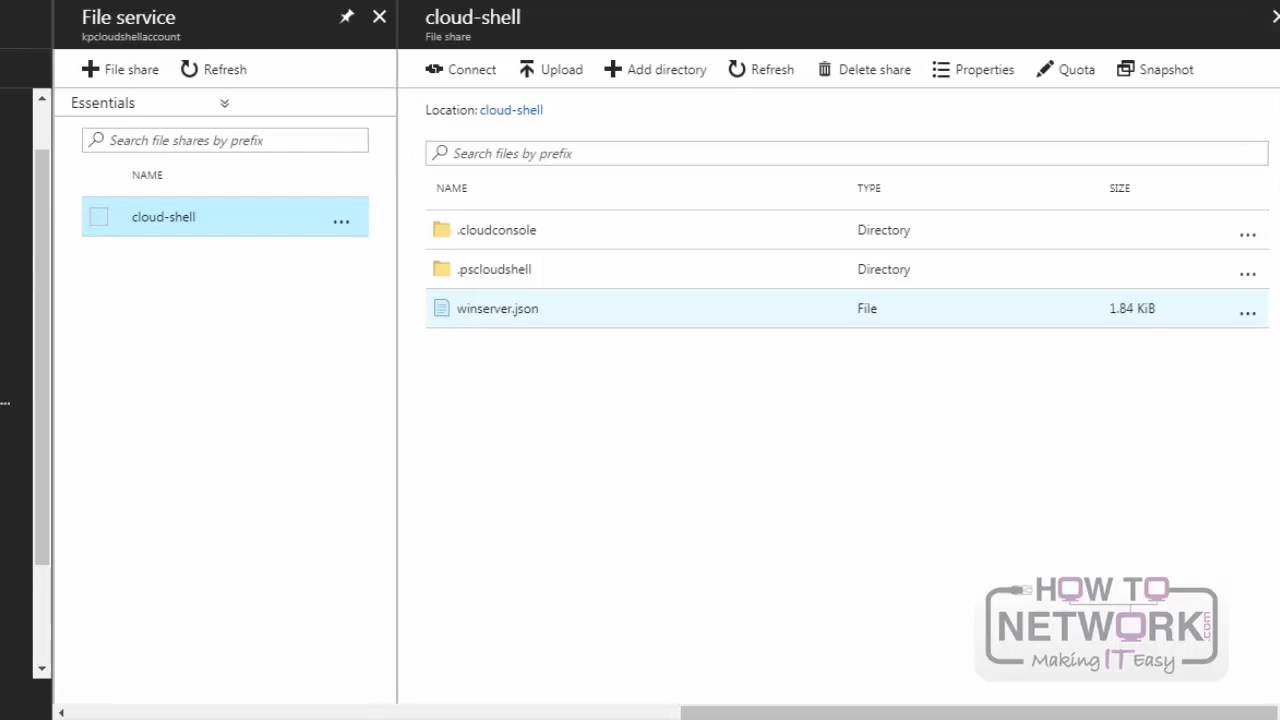 File service
kpcloudshellaccount
File share
Refresh
Essentials
Search file shares by prefix
NAME
cloud-shell
...
cloud-shell
File share
Connect
Upload
Add directory
Refresh
Delete share
Properties
Quota
Snapshot
Location: cloud-shell
Search files by prefix
NAME TYPE SIZE
.cloudconsole Directory ...
.pscloudshell Directory ...
winserver.json File 1.84 KiB ...
HOW TO
NETWORK.com
Making IT Easy